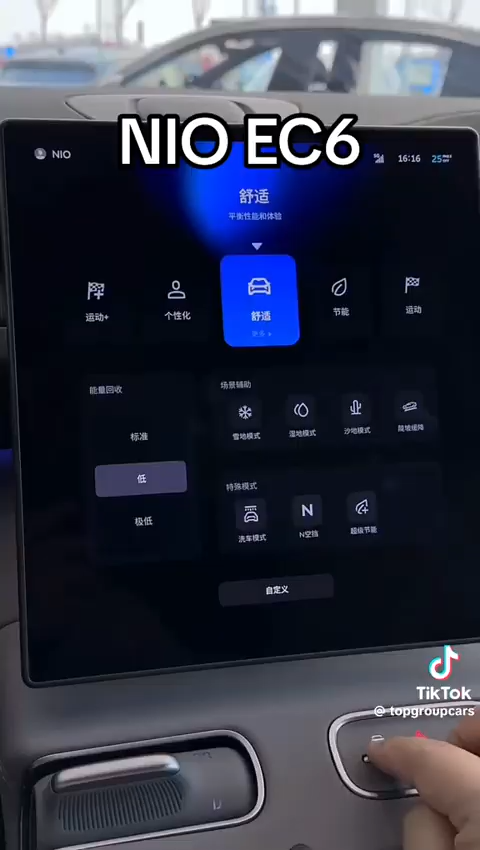 NIO EC6
NIO
16:16
25
舒适
平衡性能和体验
运动+
个性化
舒适
更多
节能
运动
能量回收
标准
低
极低
场景辅助
雪地模式
湿地模式
沙地模式
陡坡缓降
特殊模式
洗车模式
N
N空挡
超级节能
自定义
TikTok
@topgroupcars